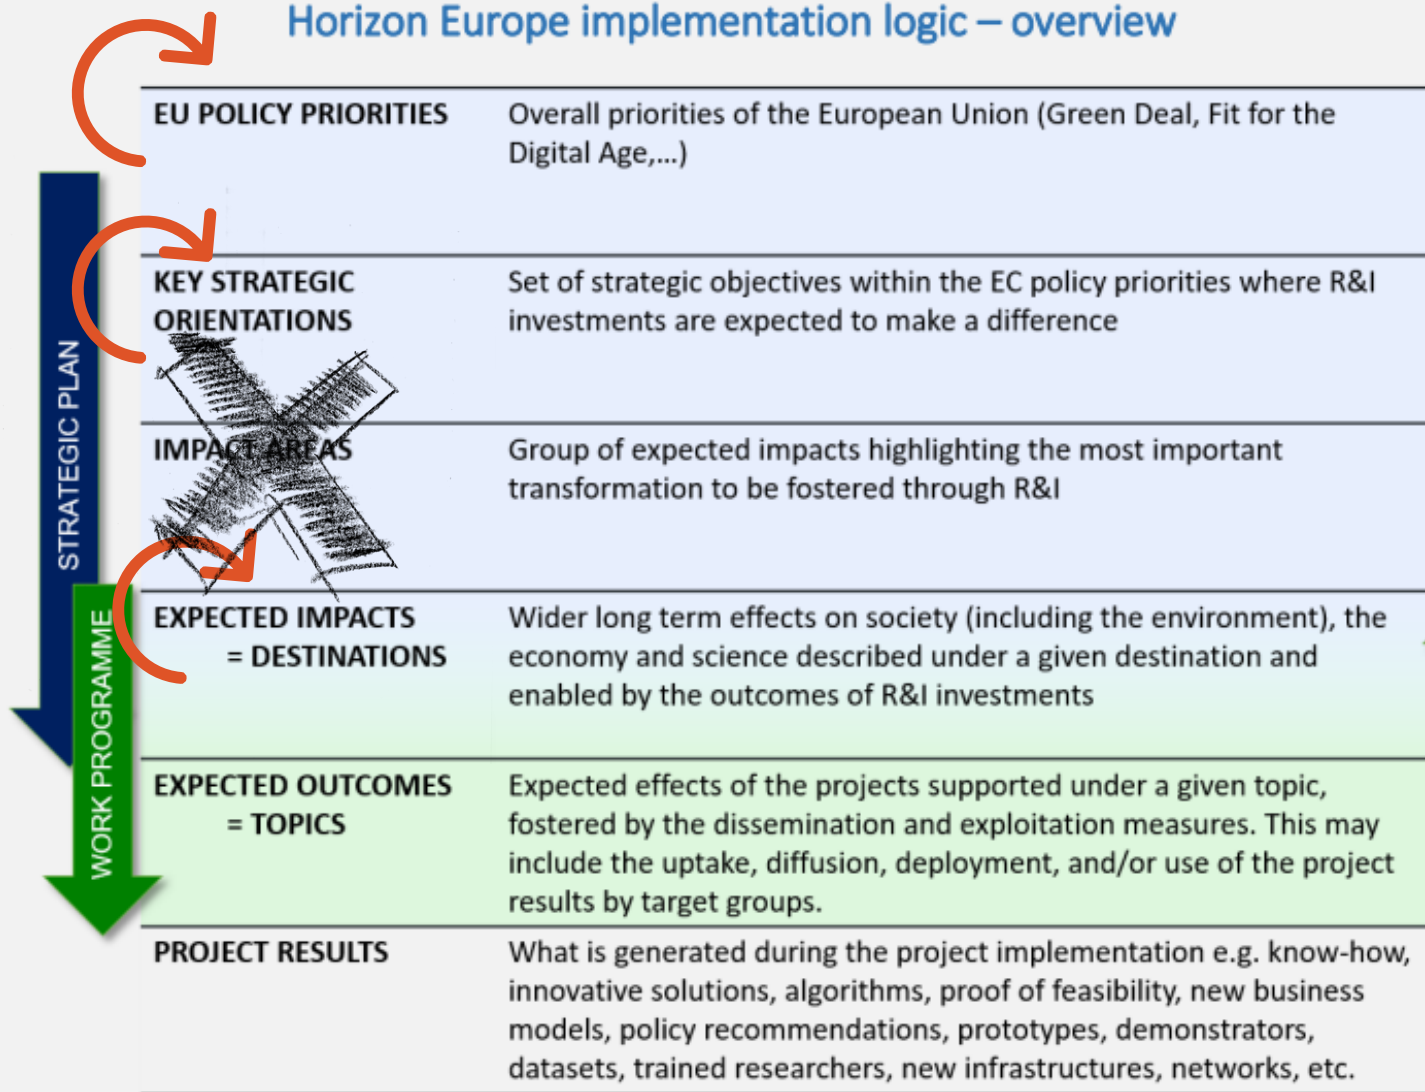 Horizon Europe implementation logic – overview
EU POLICY PRIORITIES
Overall priorities of the European Union (Green Deal, Fit for the
Digital Age,...)
KEY STRATEGIC
ORIENTATIONS
Set of strategic objectives within the EC policy priorities where R&I
investments are expected to make a difference
IMPACT AREAS
Group of expected impacts highlighting the most important
transformation to be fostered through R&I
EXPECTED IMPACTS
= DESTINATIONS
Wider long term effects on society (including the environment), the
economy and science described under a given destination and
enabled by the outcomes of R&I investments
EXPECTED OUTCOMES
= TOPICS
Expected effects of the projects supported under a given topic,
fostered by the dissemination and exploitation measures. This may
include the uptake, diffusion, deployment, and/or use of the project
results by target groups.
PROJECT RESULTS
What is generated during the project implementation e.g. know-how,
innovative solutions, algorithms, proof of feasibility, new business
models, policy recommendations, prototypes, demonstrators,
datasets, trained researchers, new infrastructures, networks, etc.
STRATEGIC PLAN
WORK PROGRAMME